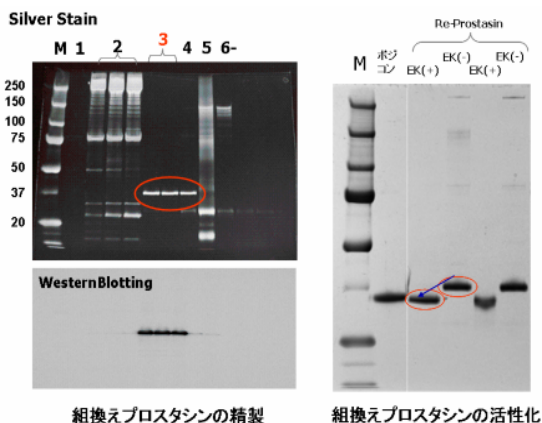 Silver Stain
M 1 2 3 4 5 6-
250
150
100
75
50
37
20
WesternBlotting
組換えプロスタシンの精製
Re-Prostasin
M ポジコン EK(+) EK(-) EK(+) EK(-)
組換えプロスタシンの活性化